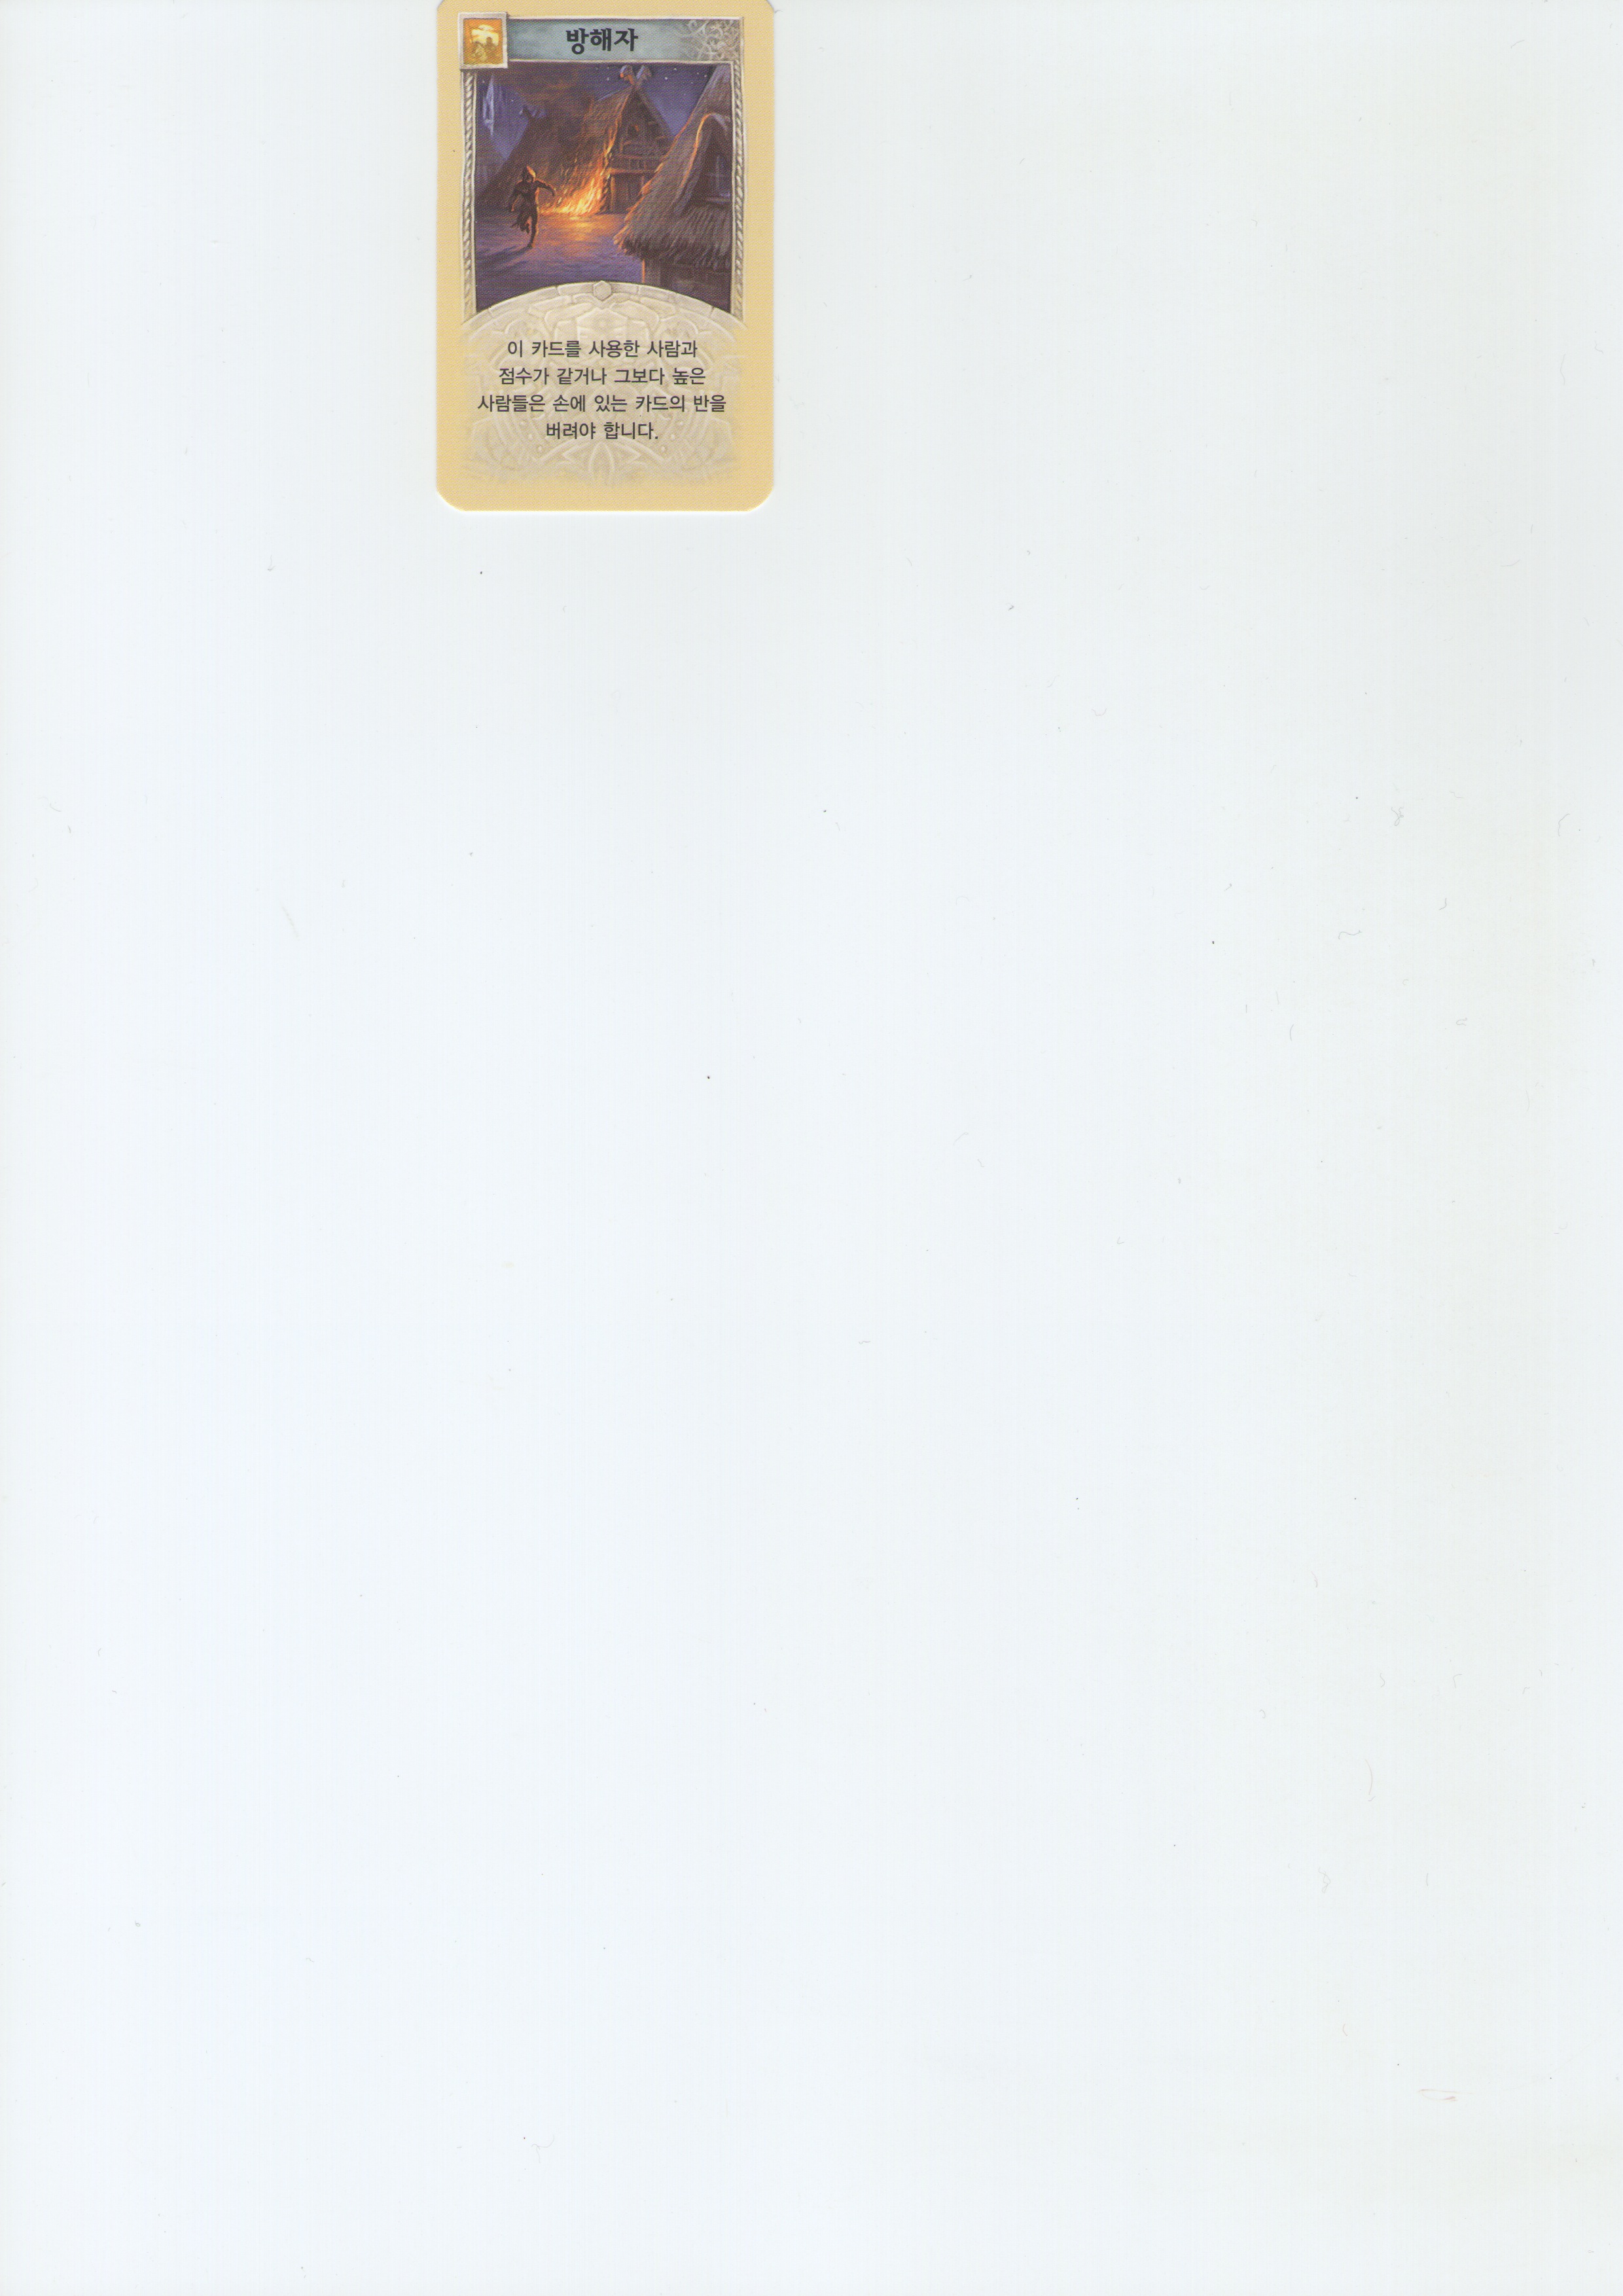 방해자
이 카드를 사용한 사람과
점수가 같거나 그보다 높은
사람들은 손에 있는 카드의 반을
버려야 합니다.